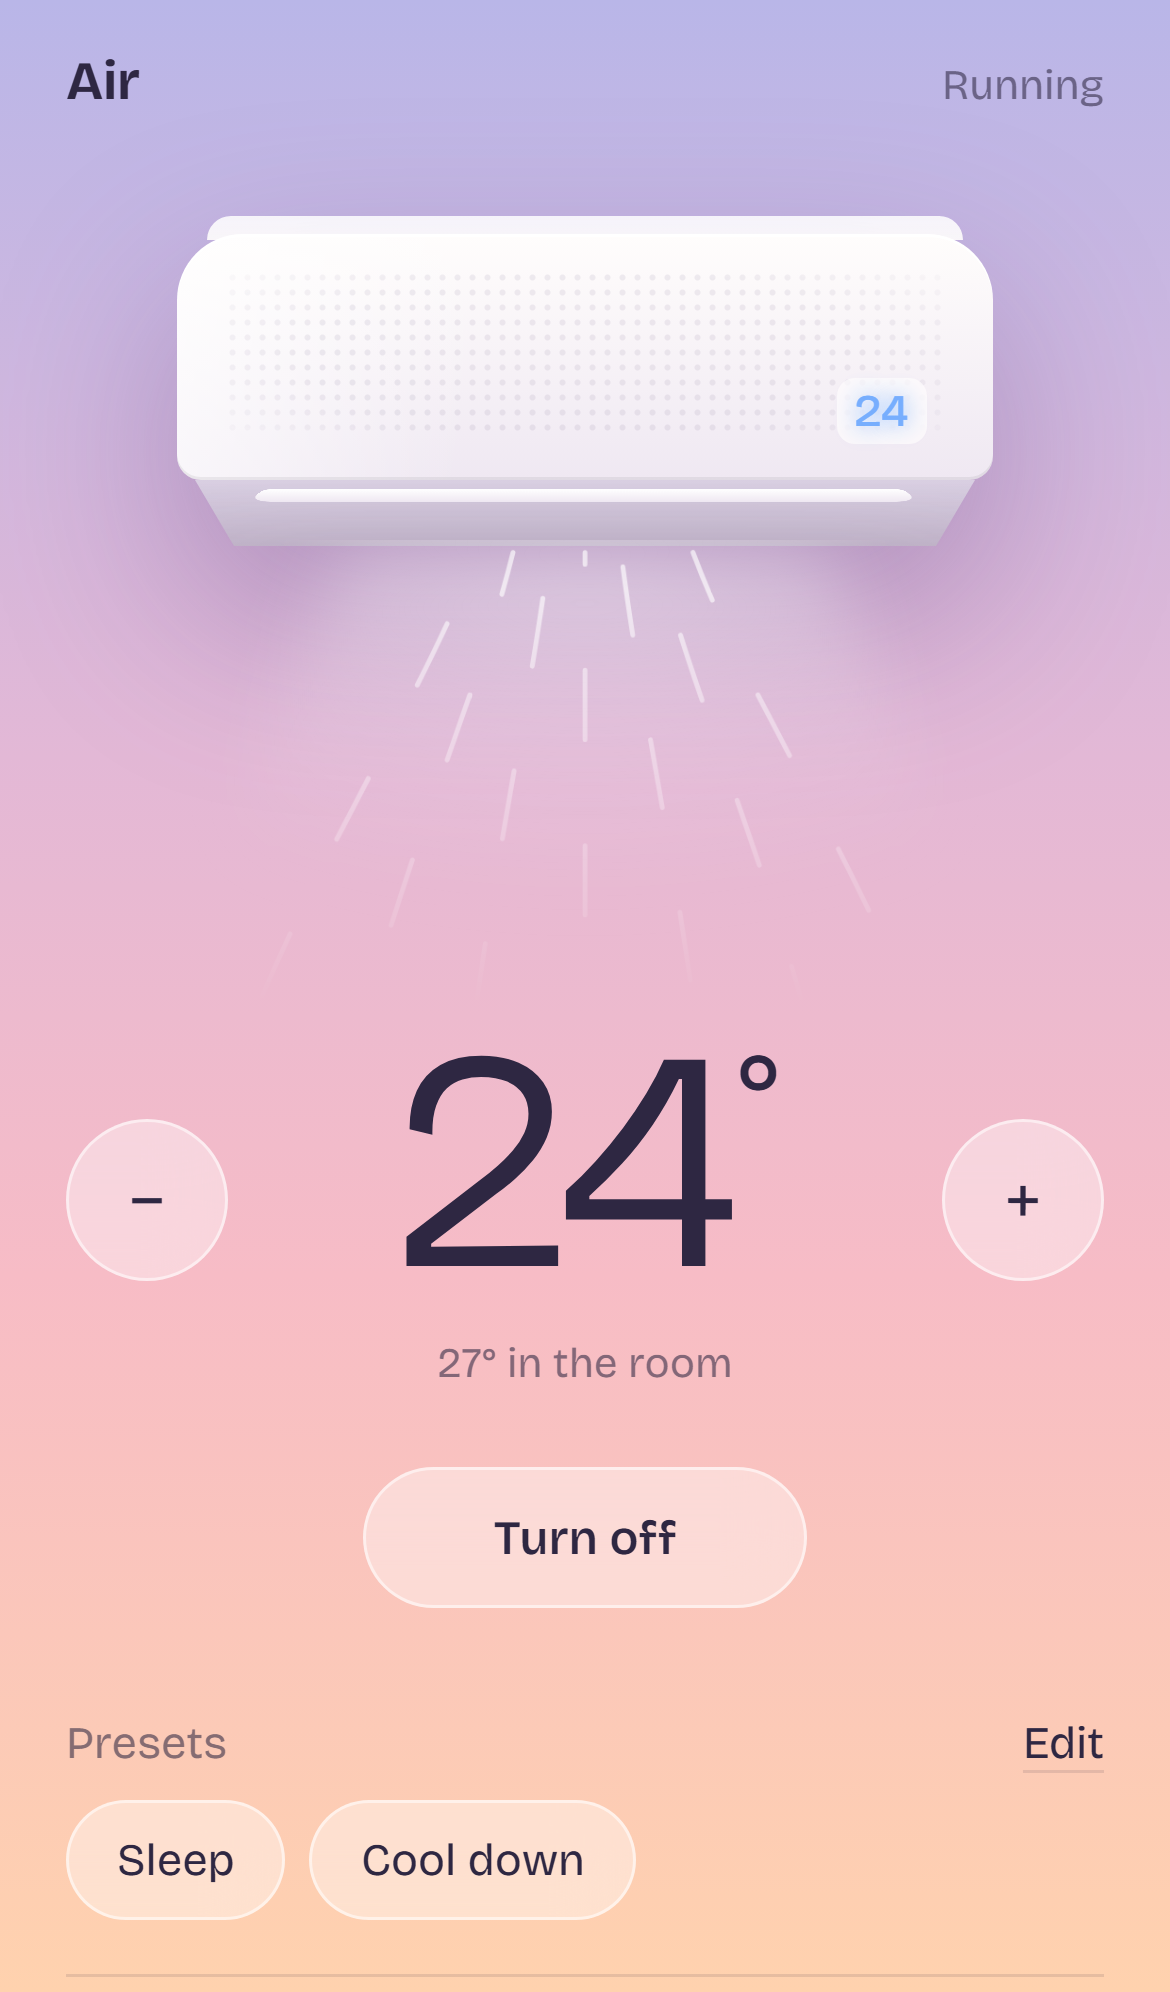 Air
Running
24
24°
−
+
27° in the room
Turn off
Presets
Edit
Sleep
Cool down